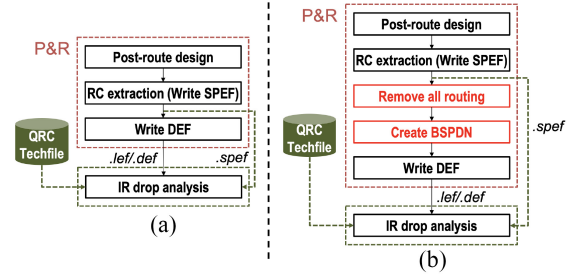 P&R
Post-route design
RC extraction (Write SPEF)
Write DEF
QRC
Techfile
.lef/.def
.spef
IR drop analysis
(a)
P&R
Post-route design
RC extraction (Write SPEF)
Remove all routing
Create BSPDN
Write DEF
QRC
Techfile
.spef
.lef/.def
IR drop analysis
(b)